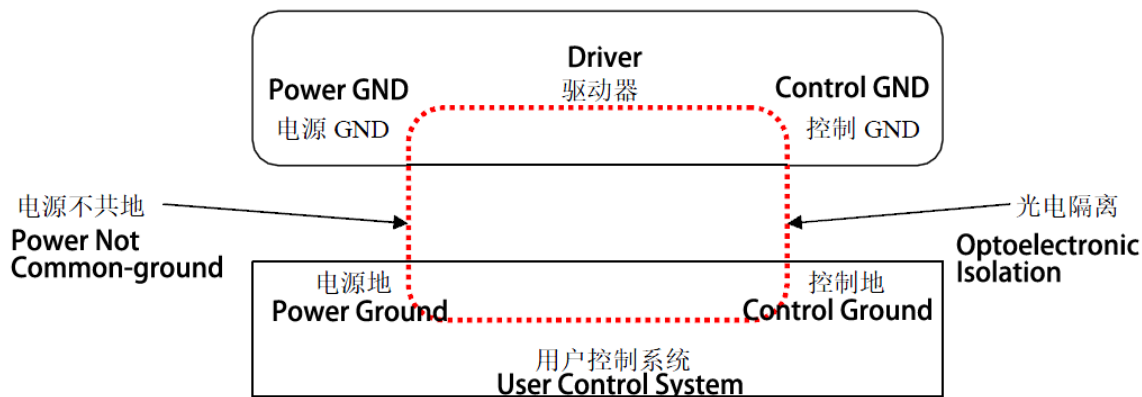 Driver
驱动器
Power GND
电源 GND
Control GND
控制 GND
电源不共地
Power Not
Common-ground
光电隔离
Optoelectronic
Isolation
电源地
Power Ground
控制地
Control Ground
用户控制系统
User Control System